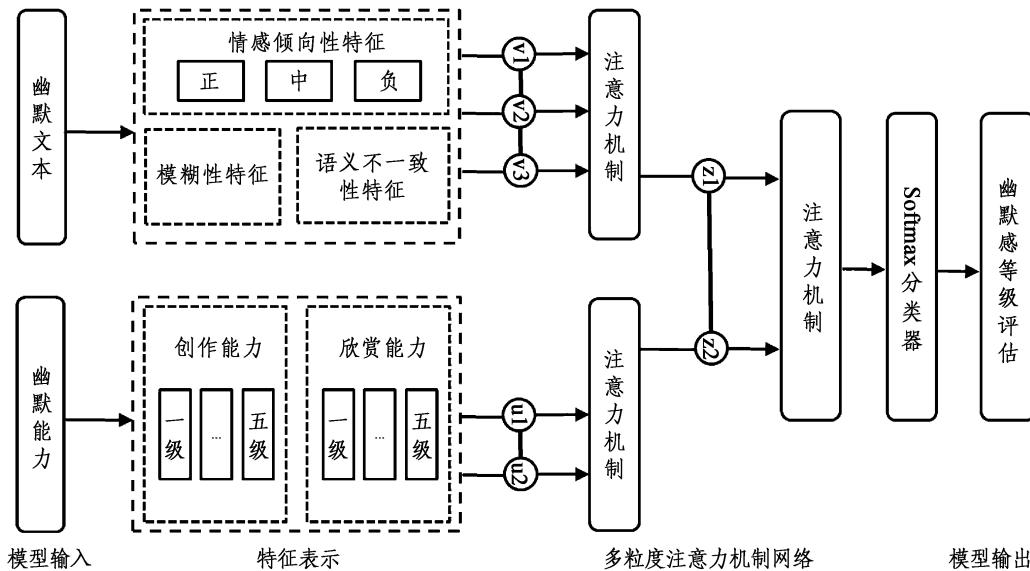 幽默文本
情感倾向性特征
正
中
负
模糊性特征
语义不一致
性特征
v1
v2
v3
注意力机制
幽默能力
创作能力
一级
...
五级
欣赏能力
一级
...
五级
u1
u2
注意力机制
z1
z2
注意力机制
Softmax分类器
幽默感等级评估
模型输入
特征表示
多粒度注意力机制网络
模型输出